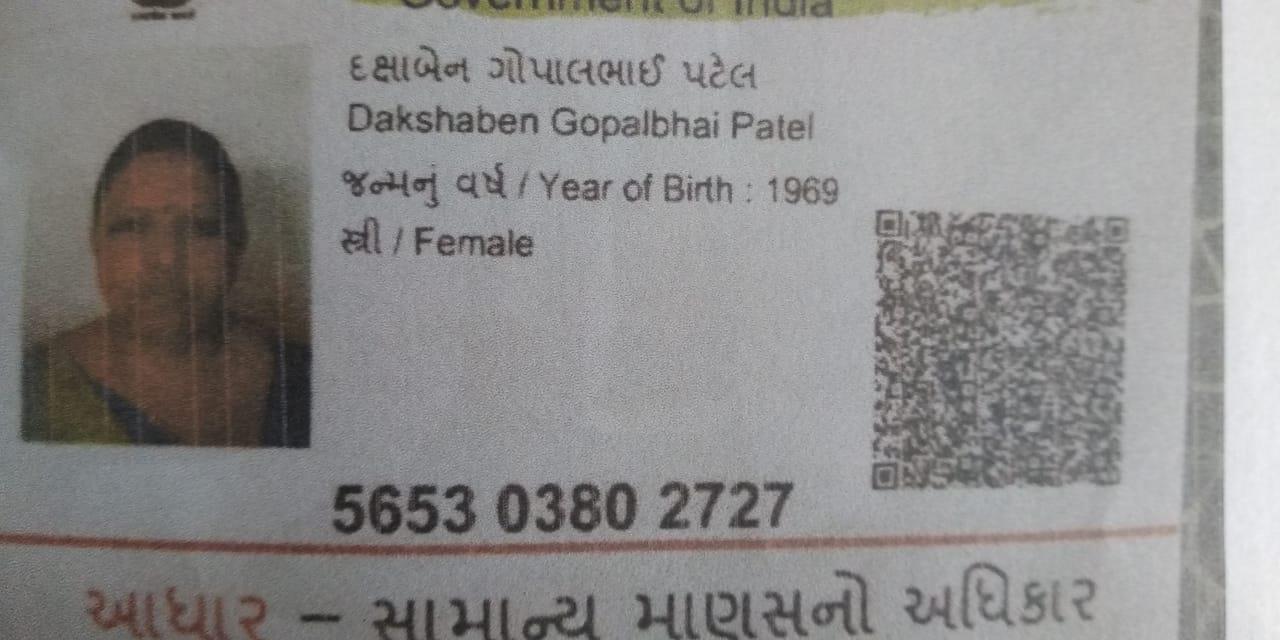 Government of India
દક્ષાબેન ગોપાલભાઈ પટેલ
Dakshaben Gopalbhai Patel
જન્મનું વર્ષ / Year of Birth : 1969
સ્ત્રી / Female
5653 0380 2727
આધાર – સામાન્ય માણસનો અધિકાર